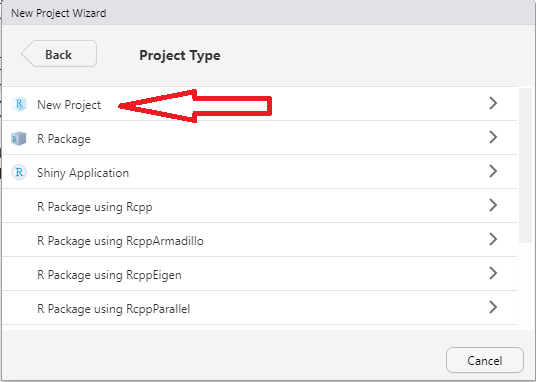 New Project Wizard
Back
Project Type
R New Project
R R Package
R Shiny Application
R Package using Rcpp
R Package using RcppArmadillo
R Package using RcppEigen
R Package using RcppParallel
Cancel